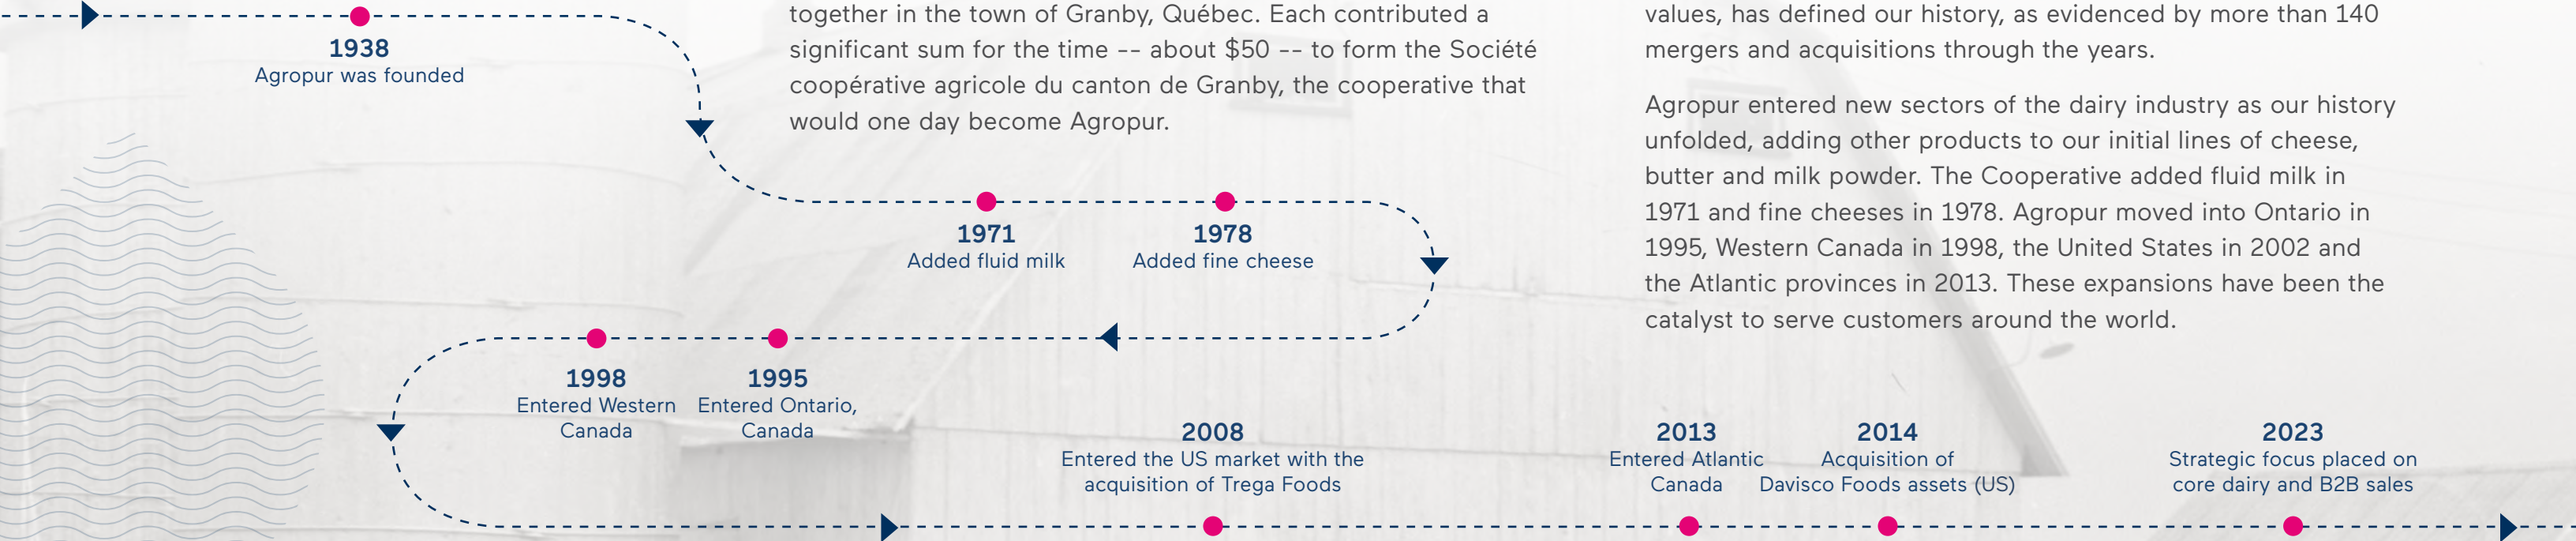 1938
Agropur was founded
together in the town of Granby, Québec. Each contributed a
significant sum for the time -- about $50 -- to form the Société
coopérative agricole du canton de Granby, the cooperative that
would one day become Agropur.
values, has defined our history, as evidenced by more than 140
mergers and acquisitions through the years.
Agropur entered new sectors of the dairy industry as our history
unfolded, adding other products to our initial lines of cheese,
butter and milk powder. The Cooperative added fluid milk in
1971 and fine cheeses in 1978. Agropur moved into Ontario in
1995, Western Canada in 1998, the United States in 2002 and
the Atlantic provinces in 2013. These expansions have been the
catalyst to serve customers around the world.
1971
Added fluid milk
1978
Added fine cheese
1998
Entered Western
Canada
1995
Entered Ontario,
Canada
2008
Entered the US market with the
acquisition of Trega Foods
2013
Entered Atlantic
Canada
2014
Acquisition of
Davisco Foods assets (US)
2023
Strategic focus placed on
core dairy and B2B sales